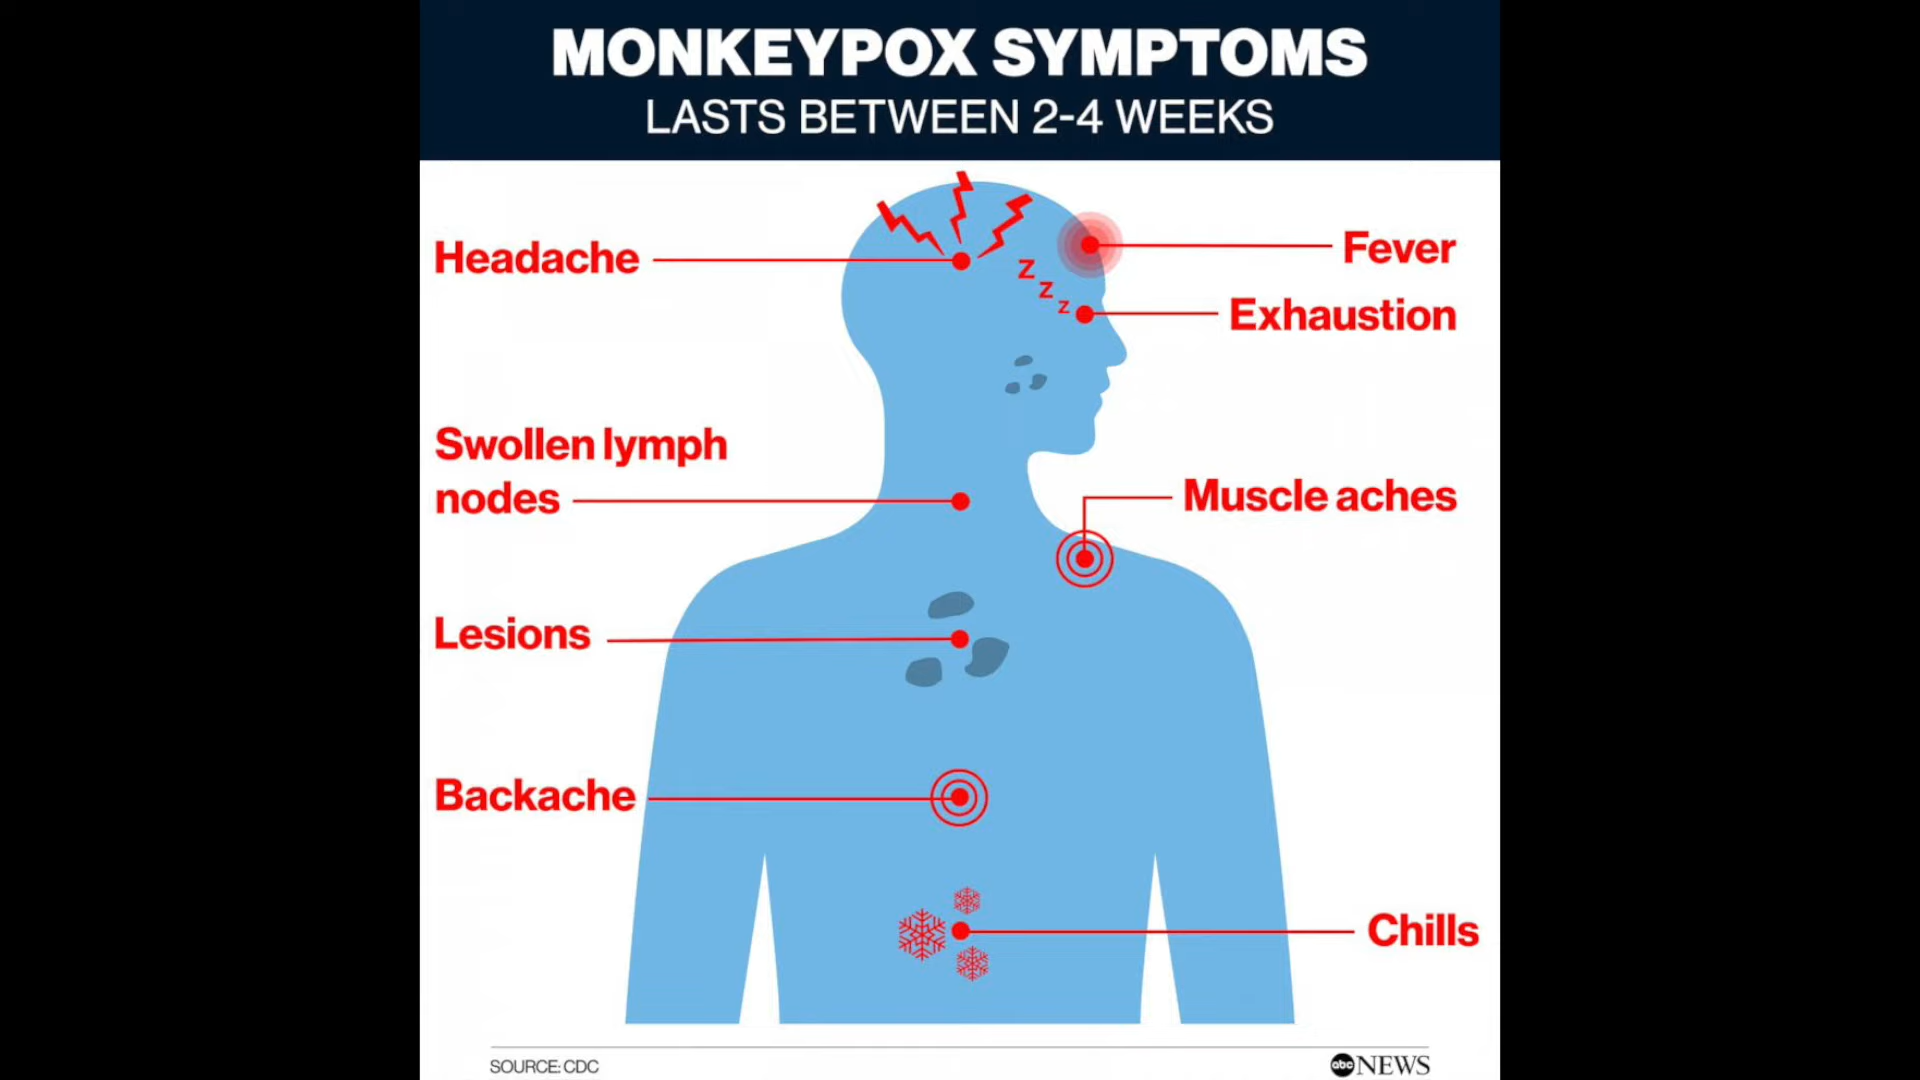 MONKEYPOX SYMPTOMS
LASTS BETWEEN 2-4 WEEKS
Headache
Fever
z
z
z
Exhaustion
Swollen lymph
nodes
Muscle aches
Lesions
Backache
Chills
SOURCE: CDC
abc NEWS